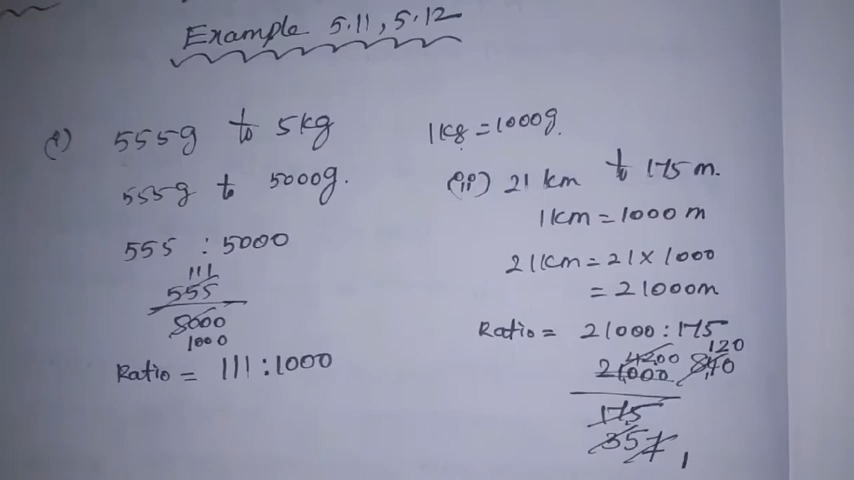 Example 5.11, 5.12
(i) 555g to 5kg
1kg = 1000g.
555g to 5000g.
555 : 5000
111
555
5000
1000
Ratio = 111 : 1000
(ii) 21 km to 175 m.
1km = 1000 m
21km = 21 x 1000
= 21000m
Ratio = 21000 : 175
4200 120
21000 840
175
35 7 1